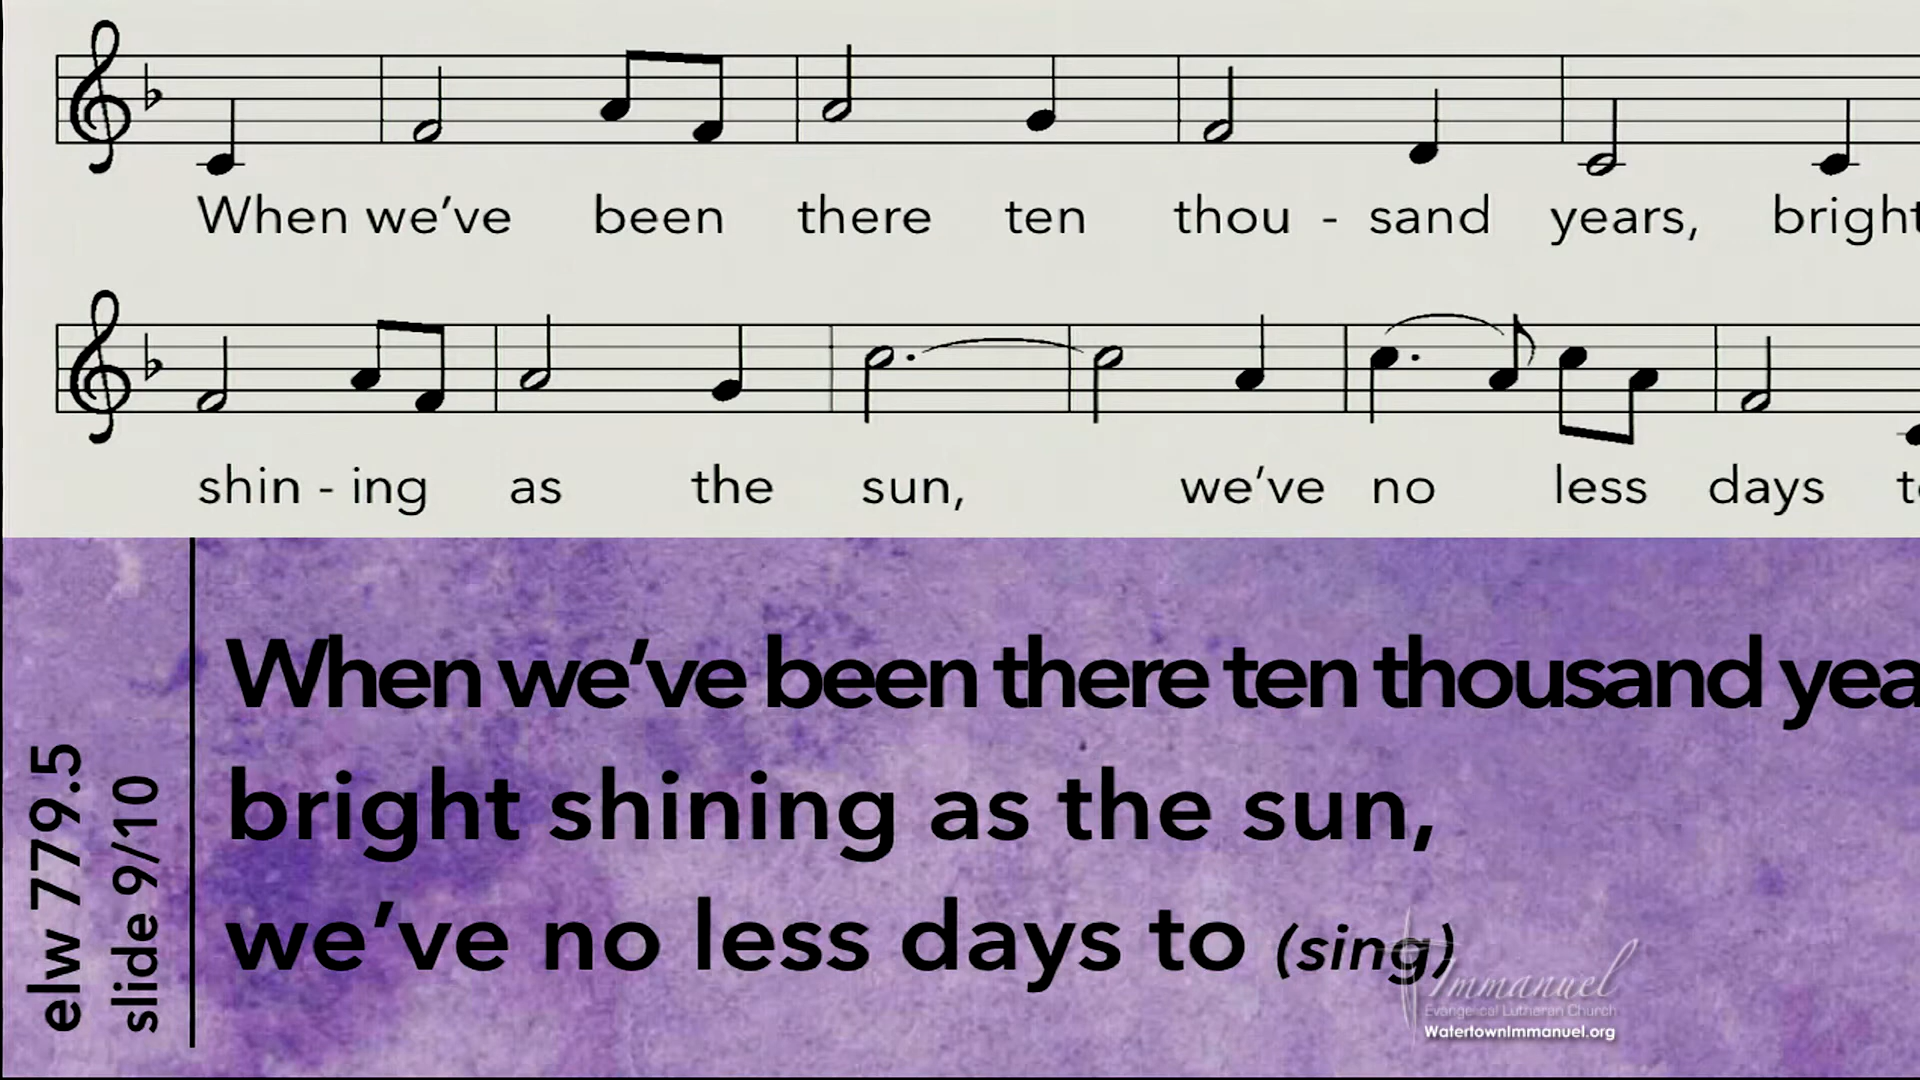 When we've been there ten thou - sand years, bright
shin - ing as the sun, we've no less days
When we've been there ten thousand
bright shining as the sun,
we've no less days to (sing)
elw 779.5
slide 9/10
Immanuel
Evangelical Lutheran Church
WatertownImmanuel.org